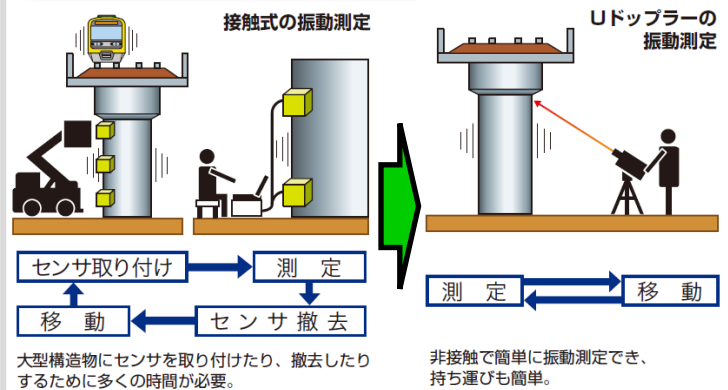 接触式の振動測定
センサ取り付け
測 定
移 動
センサ撤去
大型構造物にセンサを取り付けたり、撤去したり
するために多くの時間が必要。
Uドップラーの
振動測定
測 定
移 動
非接触で簡単に振動測定でき、
持ち運びも簡単。